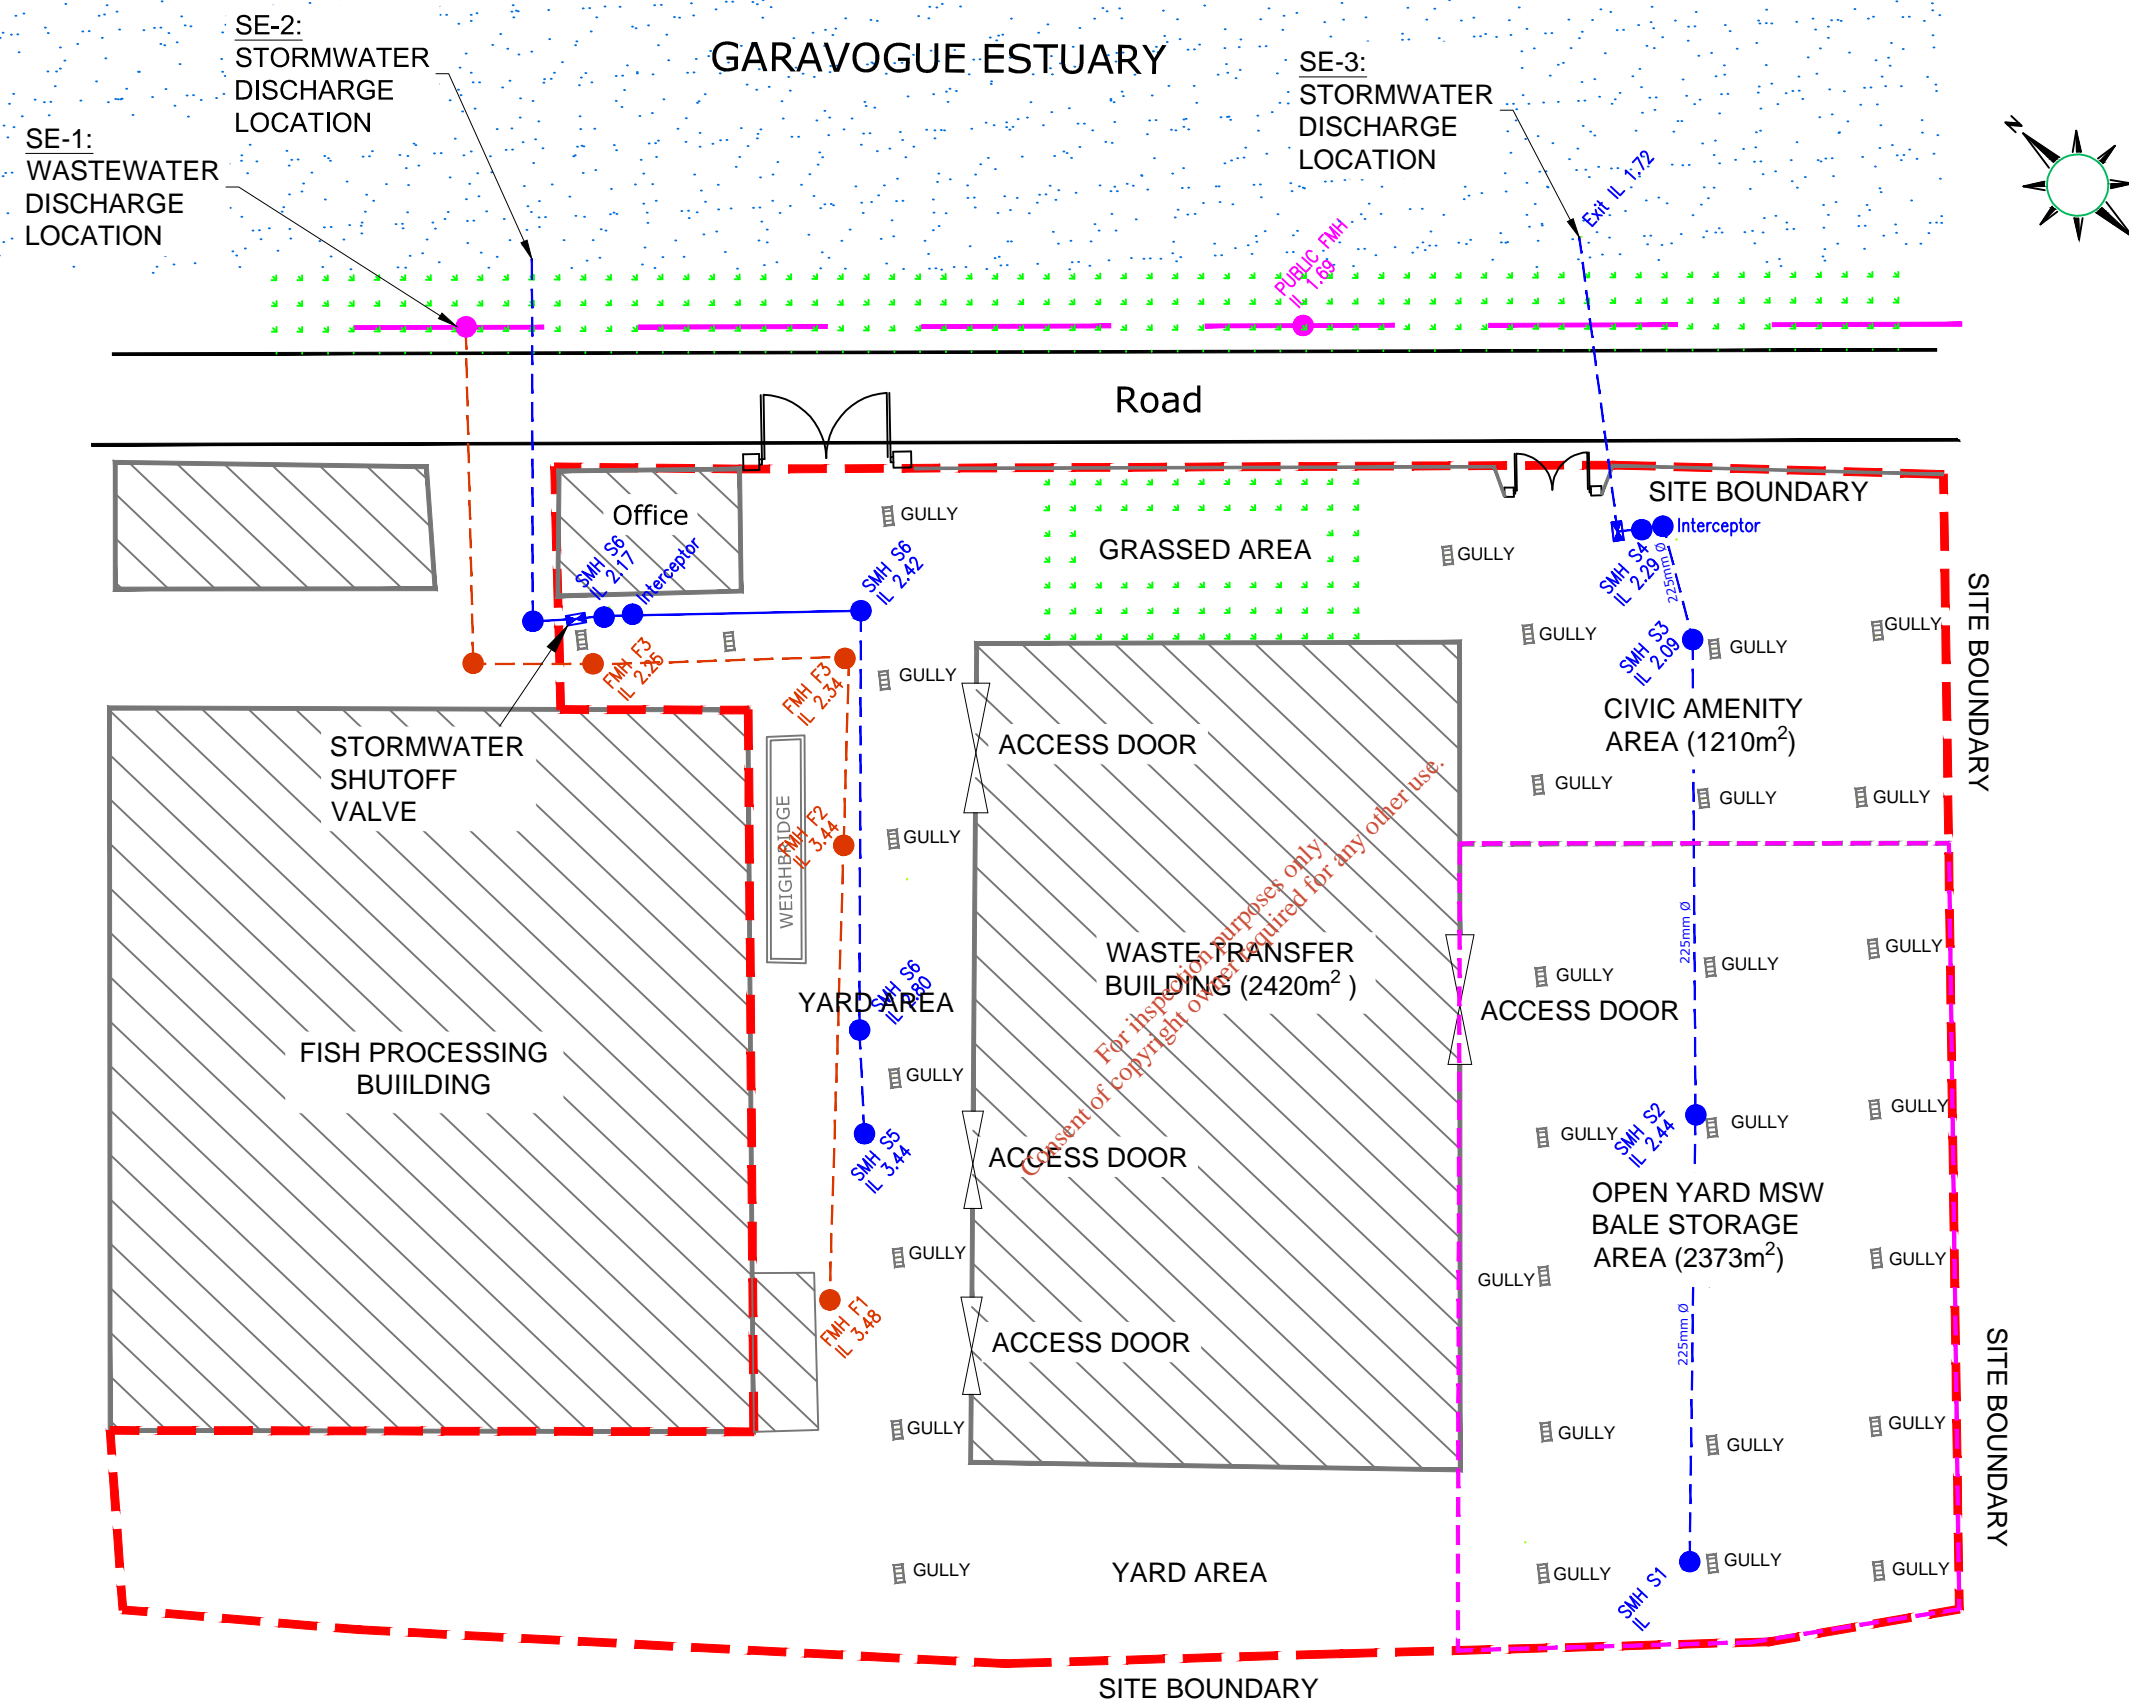 GARAVOGUE ESTUARY
SE-2:
STORMWATER
DISCHARGE
LOCATION
SE-1:
WASTEWATER
DISCHARGE
LOCATION
SE-3:
STORMWATER
DISCHARGE
LOCATION
N
Exit IL 1.72
PUBLIC FMH
IL 1.69
Road
Office
SMH S6
IL 2.17
Interceptor
GULLY
SMH S6
IL 2.42
GRASSED AREA
GULLY
SITE BOUNDARY
Interceptor
SMH S4
IL 2.29
225mm Ø
GULLY
SMH S3
IL 2.09
GULLY
GULLY
SITE BOUNDARY
FMH F3
IL 2.25
FMH F3
IL 2.34
GULLY
STORMWATER
SHUTOFF
VALVE
ACCESS DOOR
CIVIC AMENITY
AREA (1210m²)
GULLY
GULLY
GULLY
WEIGHBRIDGE
FMH F2
IL 3.44
GULLY
WASTE TRANSFER
BUILDING (2420m² )
For inspection purposes only.
Consent of copyright owner required for any other use.
225mm Ø
GULLY
GULLY
GULLY
YARD AREA
SMH S6
ACCESS DOOR
FISH PROCESSING
BUIILDING
GULLY
SMH S5
IL 3.44
ACCESS DOOR
GULLY
SMH S2
IL 2.44
GULLY
GULLY
OPEN YARD MSW
BALE STORAGE
AREA (2373m²)
GULLY
GULLY
GULLY
FMH F1
IL 3.48
ACCESS DOOR
225mm Ø
SITE BOUNDARY
GULLY
GULLY
GULLY
GULLY
GULLY
YARD AREA
GULLY
SMH S1
IL
GULLY
GULLY
SITE BOUNDARY